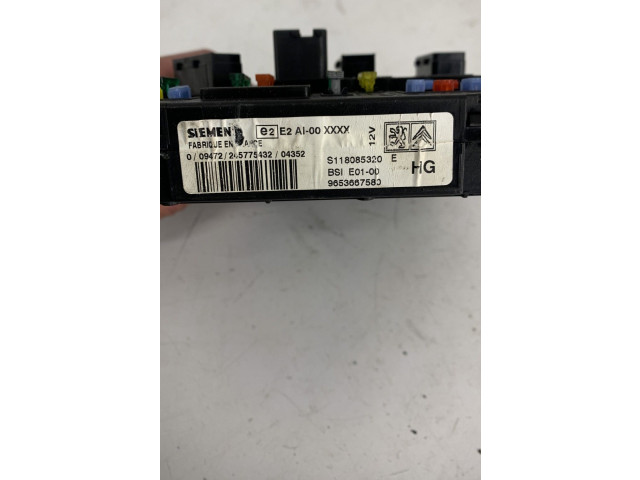 SIEMENS e2 E2 AI-00 XXXX
FABRIQUE EN FRANCE
0 / 09472 / 245775432 / 04352
12V
S118085320 E
BSI E01-00
9653667580
HG